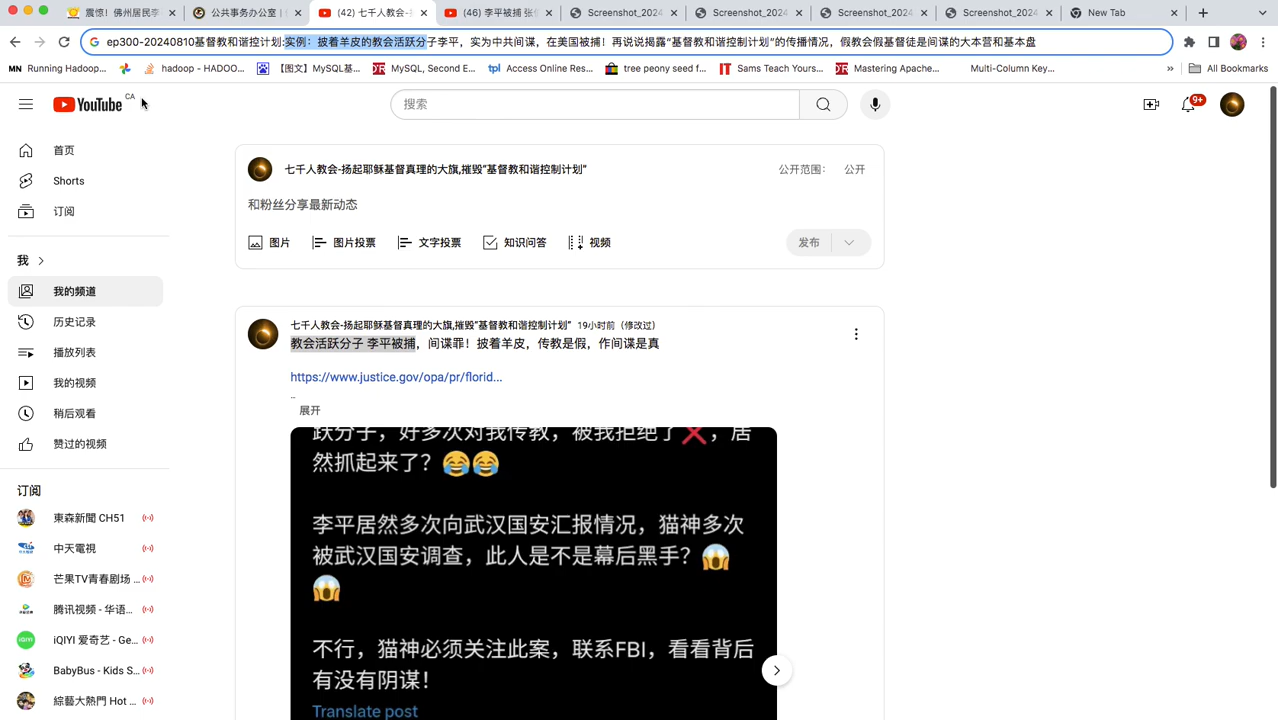 震惊！佛州居民李
公共事务办公室 |
(42) 七千人教会-
(46) 李平被捕 张
Screenshot_2024
Screenshot_2024
Screenshot_2024
Screenshot_202
New Tab
ep300-20240810基督教和谐控计划:实例：披着羊皮的教会活跃分子李平，实为中共间谍，在美国被捕！再说说揭露“基督教和谐控制计划”的传播情况，假教会假基督徒是间谍的大本营和基本盘
MN Running Hadoop...
hadoop - HADOO...
【图文】MySQL基...
DR MySQL, Second E...
tpl Access Online Res...
tree peony seed f...
IT Sams Teach Yours...
DR Mastering Apache...
Multi-Column Key...
»
All Bookmarks
YouTube CA
搜索
9+
首页
Shorts
订阅
我
我的频道
历史记录
播放列表
我的视频
稍后观看
赞过的视频
订阅
東森新聞 CH51
中天電視
芒果TV青春剧场 ...
腾讯视频 - 华语...
iQIYI 爱奇艺 - Ge...
BabyBus - Kids S...
綜藝大熱門 Hot ...
七千人教会-扬起耶稣基督真理的大旗,摧毁"基督教和谐控制计划"
公开范围： 公开
和粉丝分享最新动态
图片
图片投票
文字投票
知识问答
视频
发布
七千人教会-扬起耶稣基督真理的大旗,摧毁"基督教和谐控制计划" 19小时前（修改过）
教会活跃分子 李平被捕，间谍罪！披着羊皮，传教是假，作间谍是真
https://www.justice.gov/opa/pr/florid...
..
展开
跃分子，好多次对我传教，被我拒绝了❌，居
然抓起来了？😂😂
李平居然多次向武汉国安汇报情况，猫神多次
被武汉国安调查，此人是不是幕后黑手？😱
😱
不行，猫神必须关注此案，联系FBI，看看背后
有没有阴谋！
Translate post